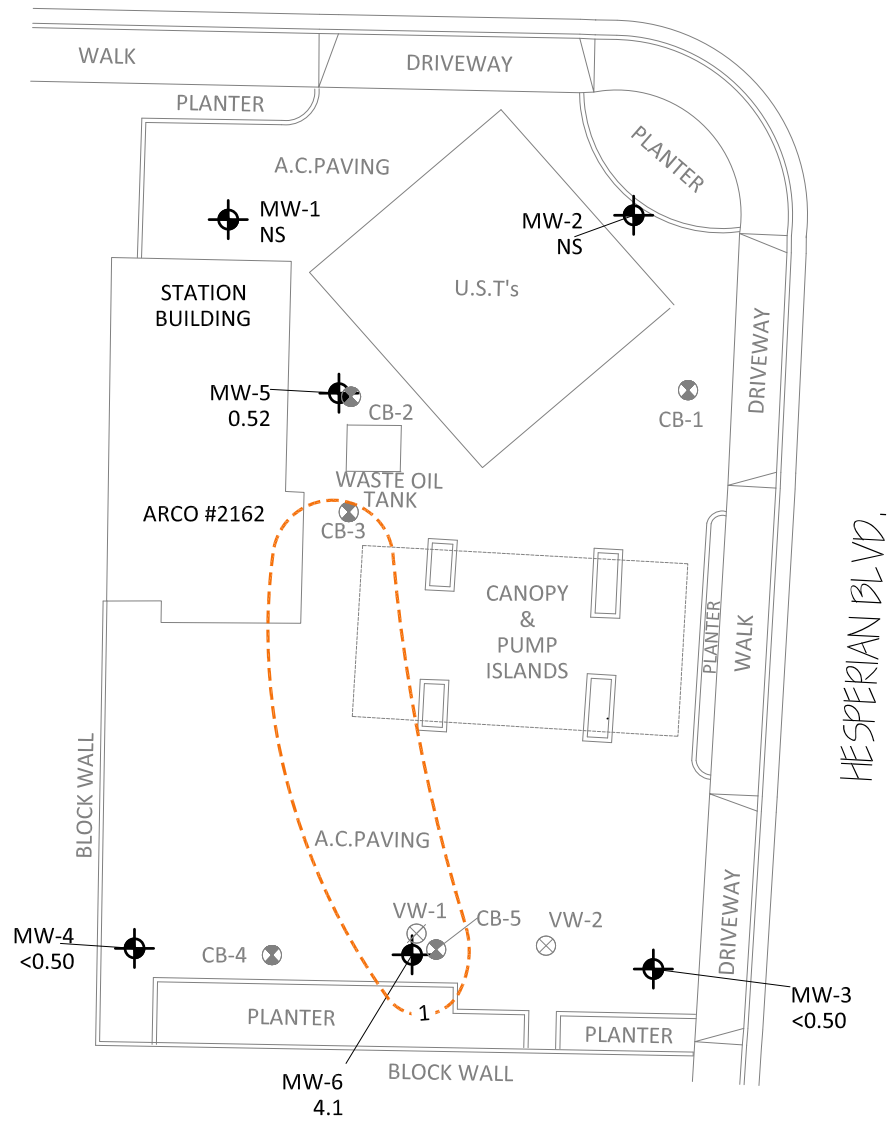 WALK
DRIVEWAY
PLANTER
PLANTER
A.C.PAVING
MW-1
NS
MW-2
NS
STATION
BUILDING
U.S.T's
DRIVEWAY
MW-5
0.52
CB-2
CB-1
WASTE OIL
TANK
ARCO #2162
CB-3
HESPERIAN BLVD.
CANOPY
&
PUMP
ISLANDS
PLANTER
WALK
BLOCK WALL
A.C.PAVING
VW-1
CB-5
VW-2
DRIVEWAY
MW-4
<0.50
CB-4
MW-3
<0.50
1
PLANTER
PLANTER
BLOCK WALL
MW-6
4.1